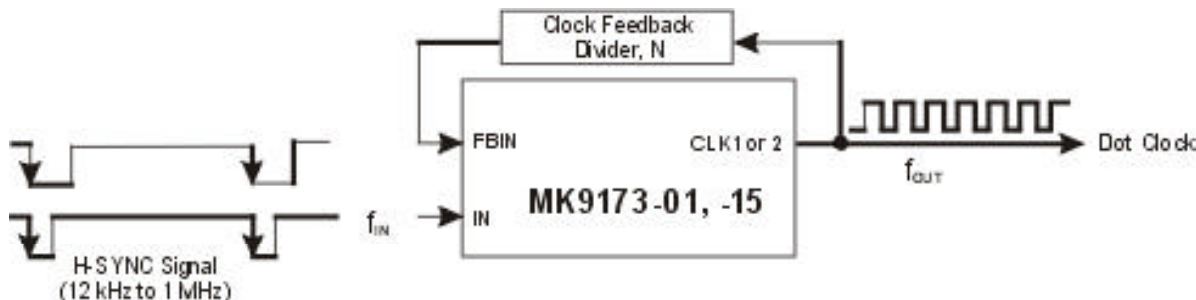 Clock Feedback
Divider, N
FBIN
CLK1 or 2
Dot Clock
fOUT
MK9173-01, -15
fIN
IN
H-SYNC Signal
(12 kHz to 1 MHz)